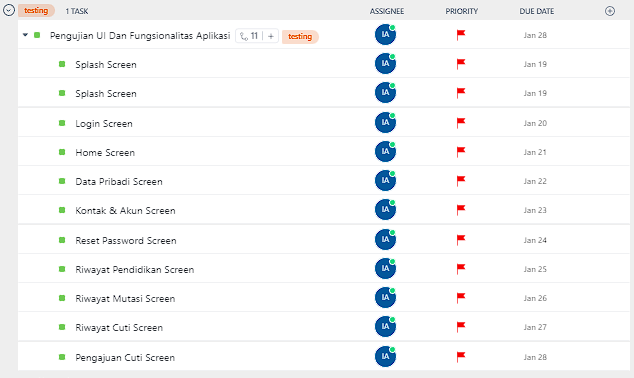 testing 1 TASK ASSIGNEE PRIORITY DUE DATE
Pengujian UI Dan Fungsionalitas Aplikasi 11 + testing IA Jan 28
Splash Screen IA Jan 19
Splash Screen IA Jan 19
Login Screen IA Jan 20
Home Screen IA Jan 21
Data Pribadi Screen IA Jan 22
Kontak & Akun Screen IA Jan 23
Reset Password Screen IA Jan 24
Riwayat Pendidikan Screen IA Jan 25
Riwayat Mutasi Screen IA Jan 26
Riwayat Cuti Screen IA Jan 27
Pengajuan Cuti Screen IA Jan 28